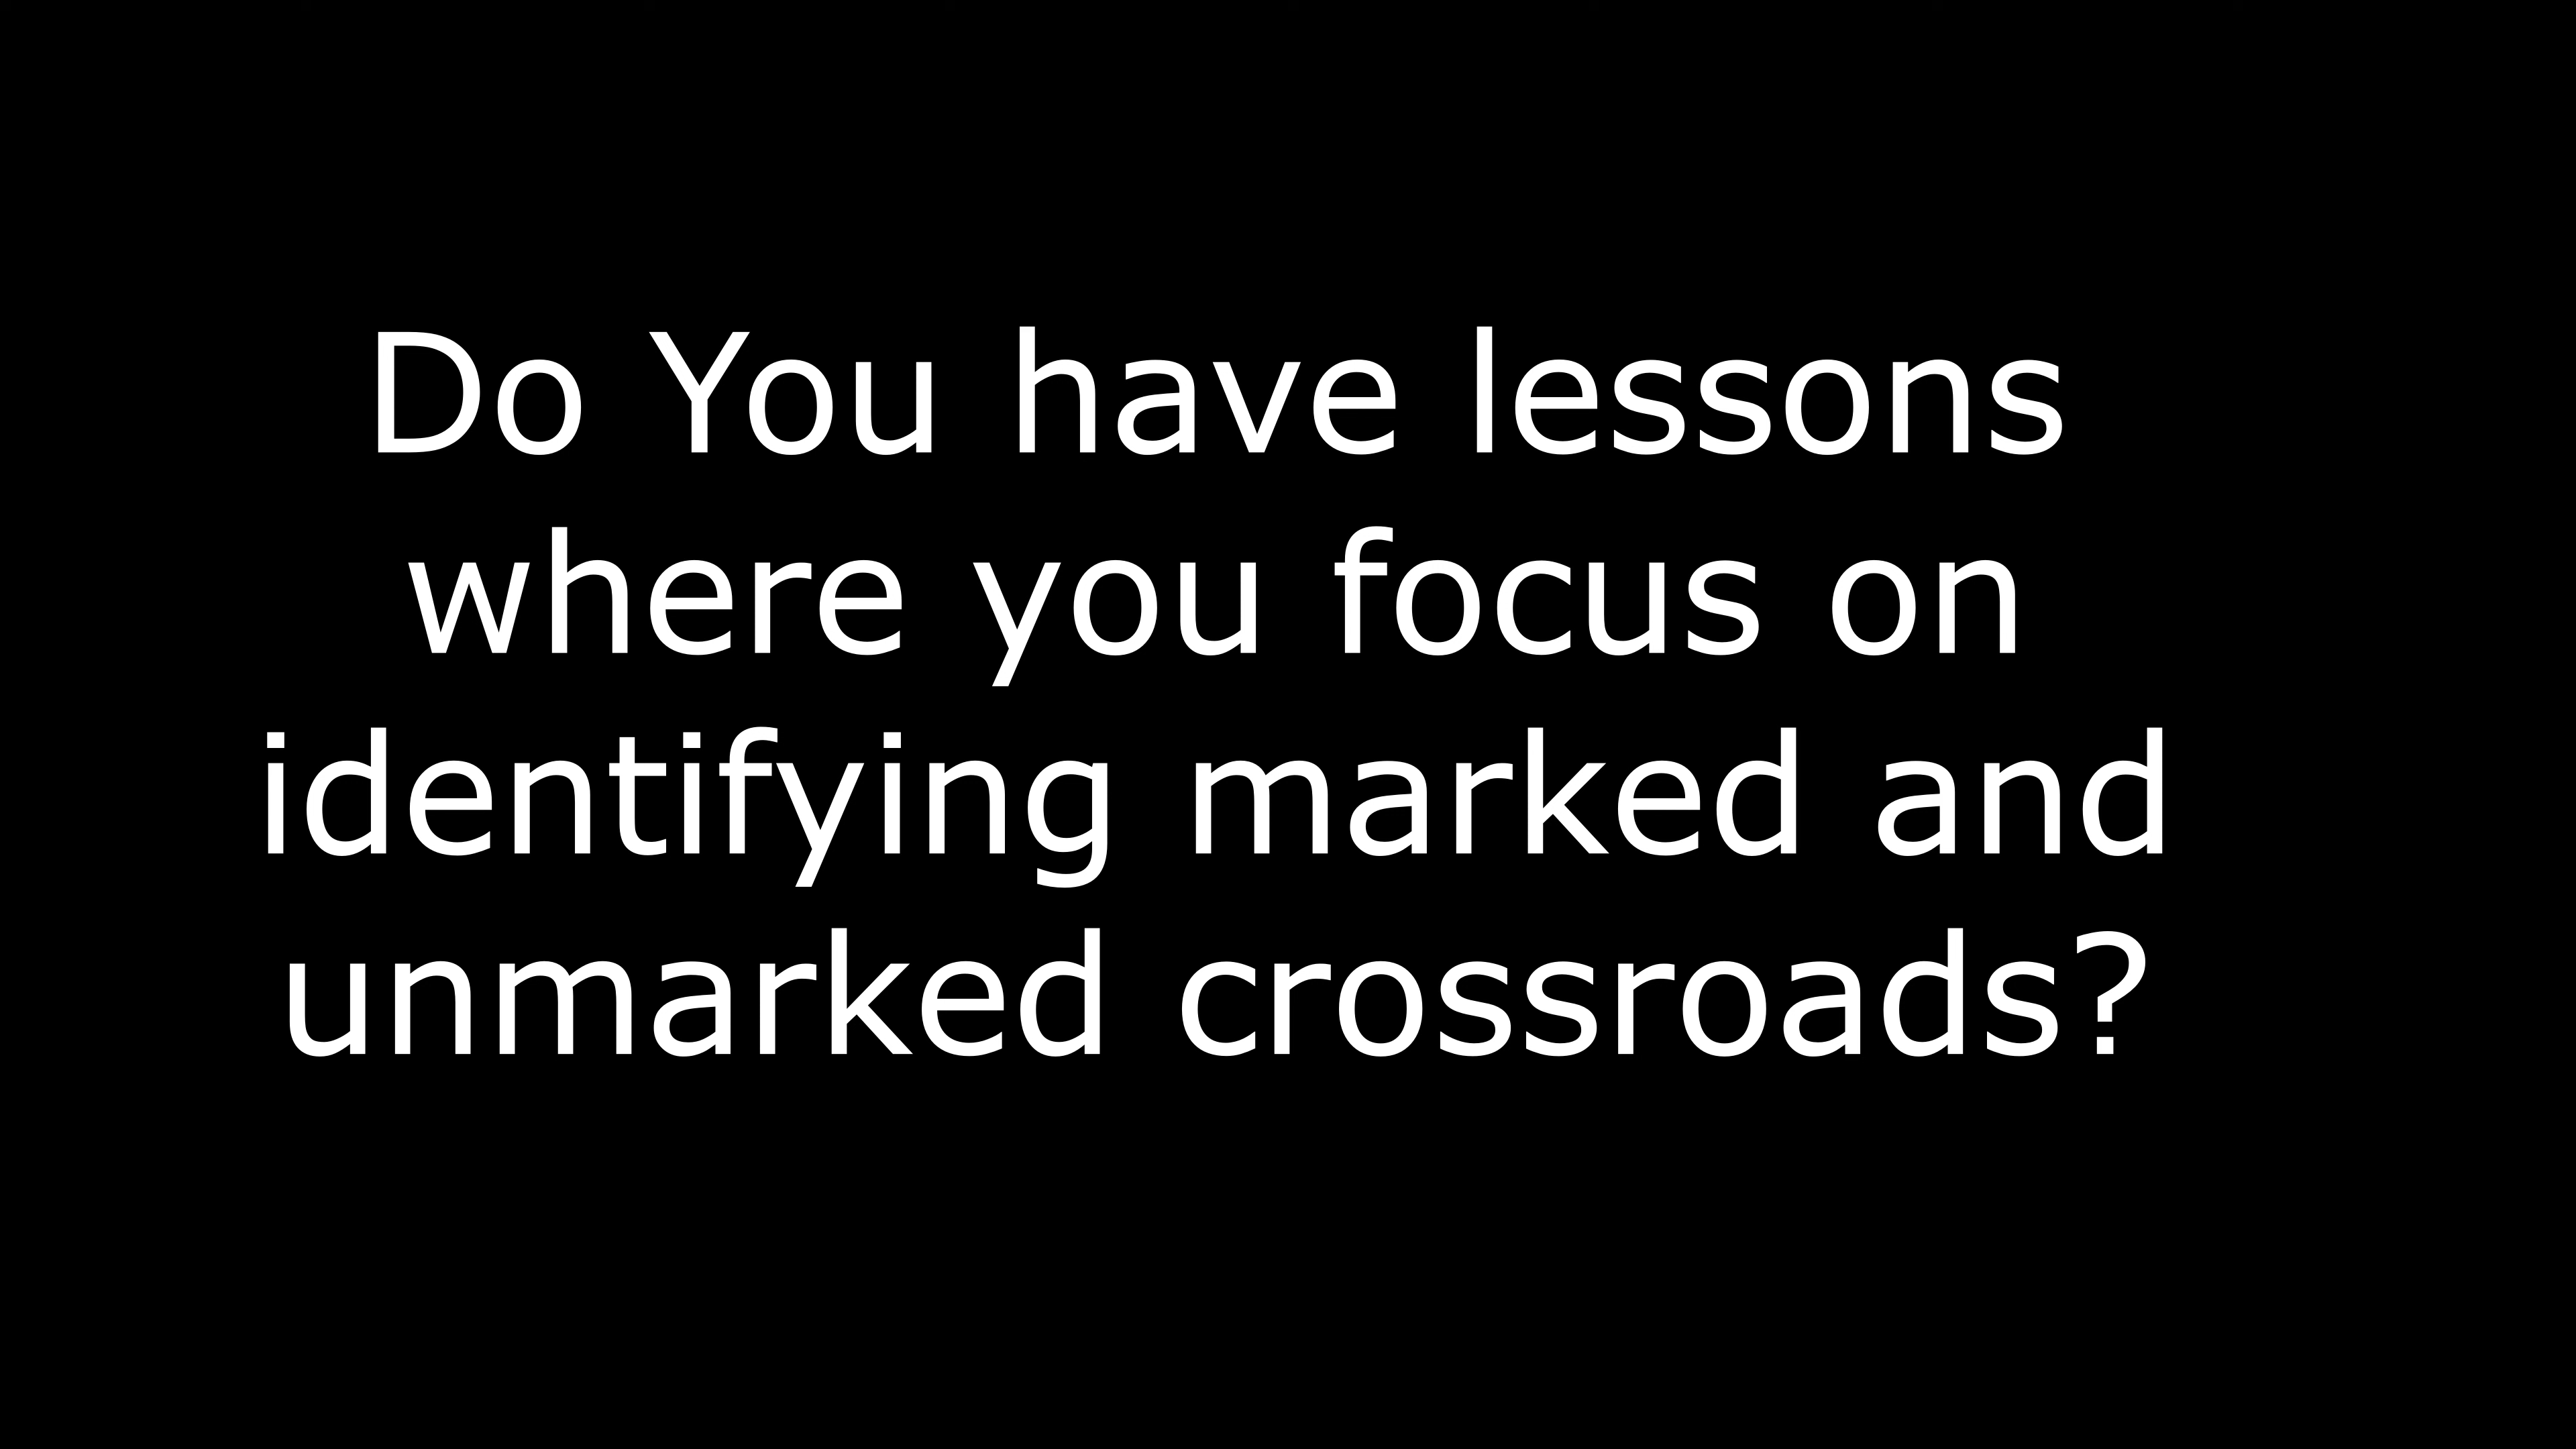 Do You have lessons
where you focus on
identifying marked and
unmarked crossroads?